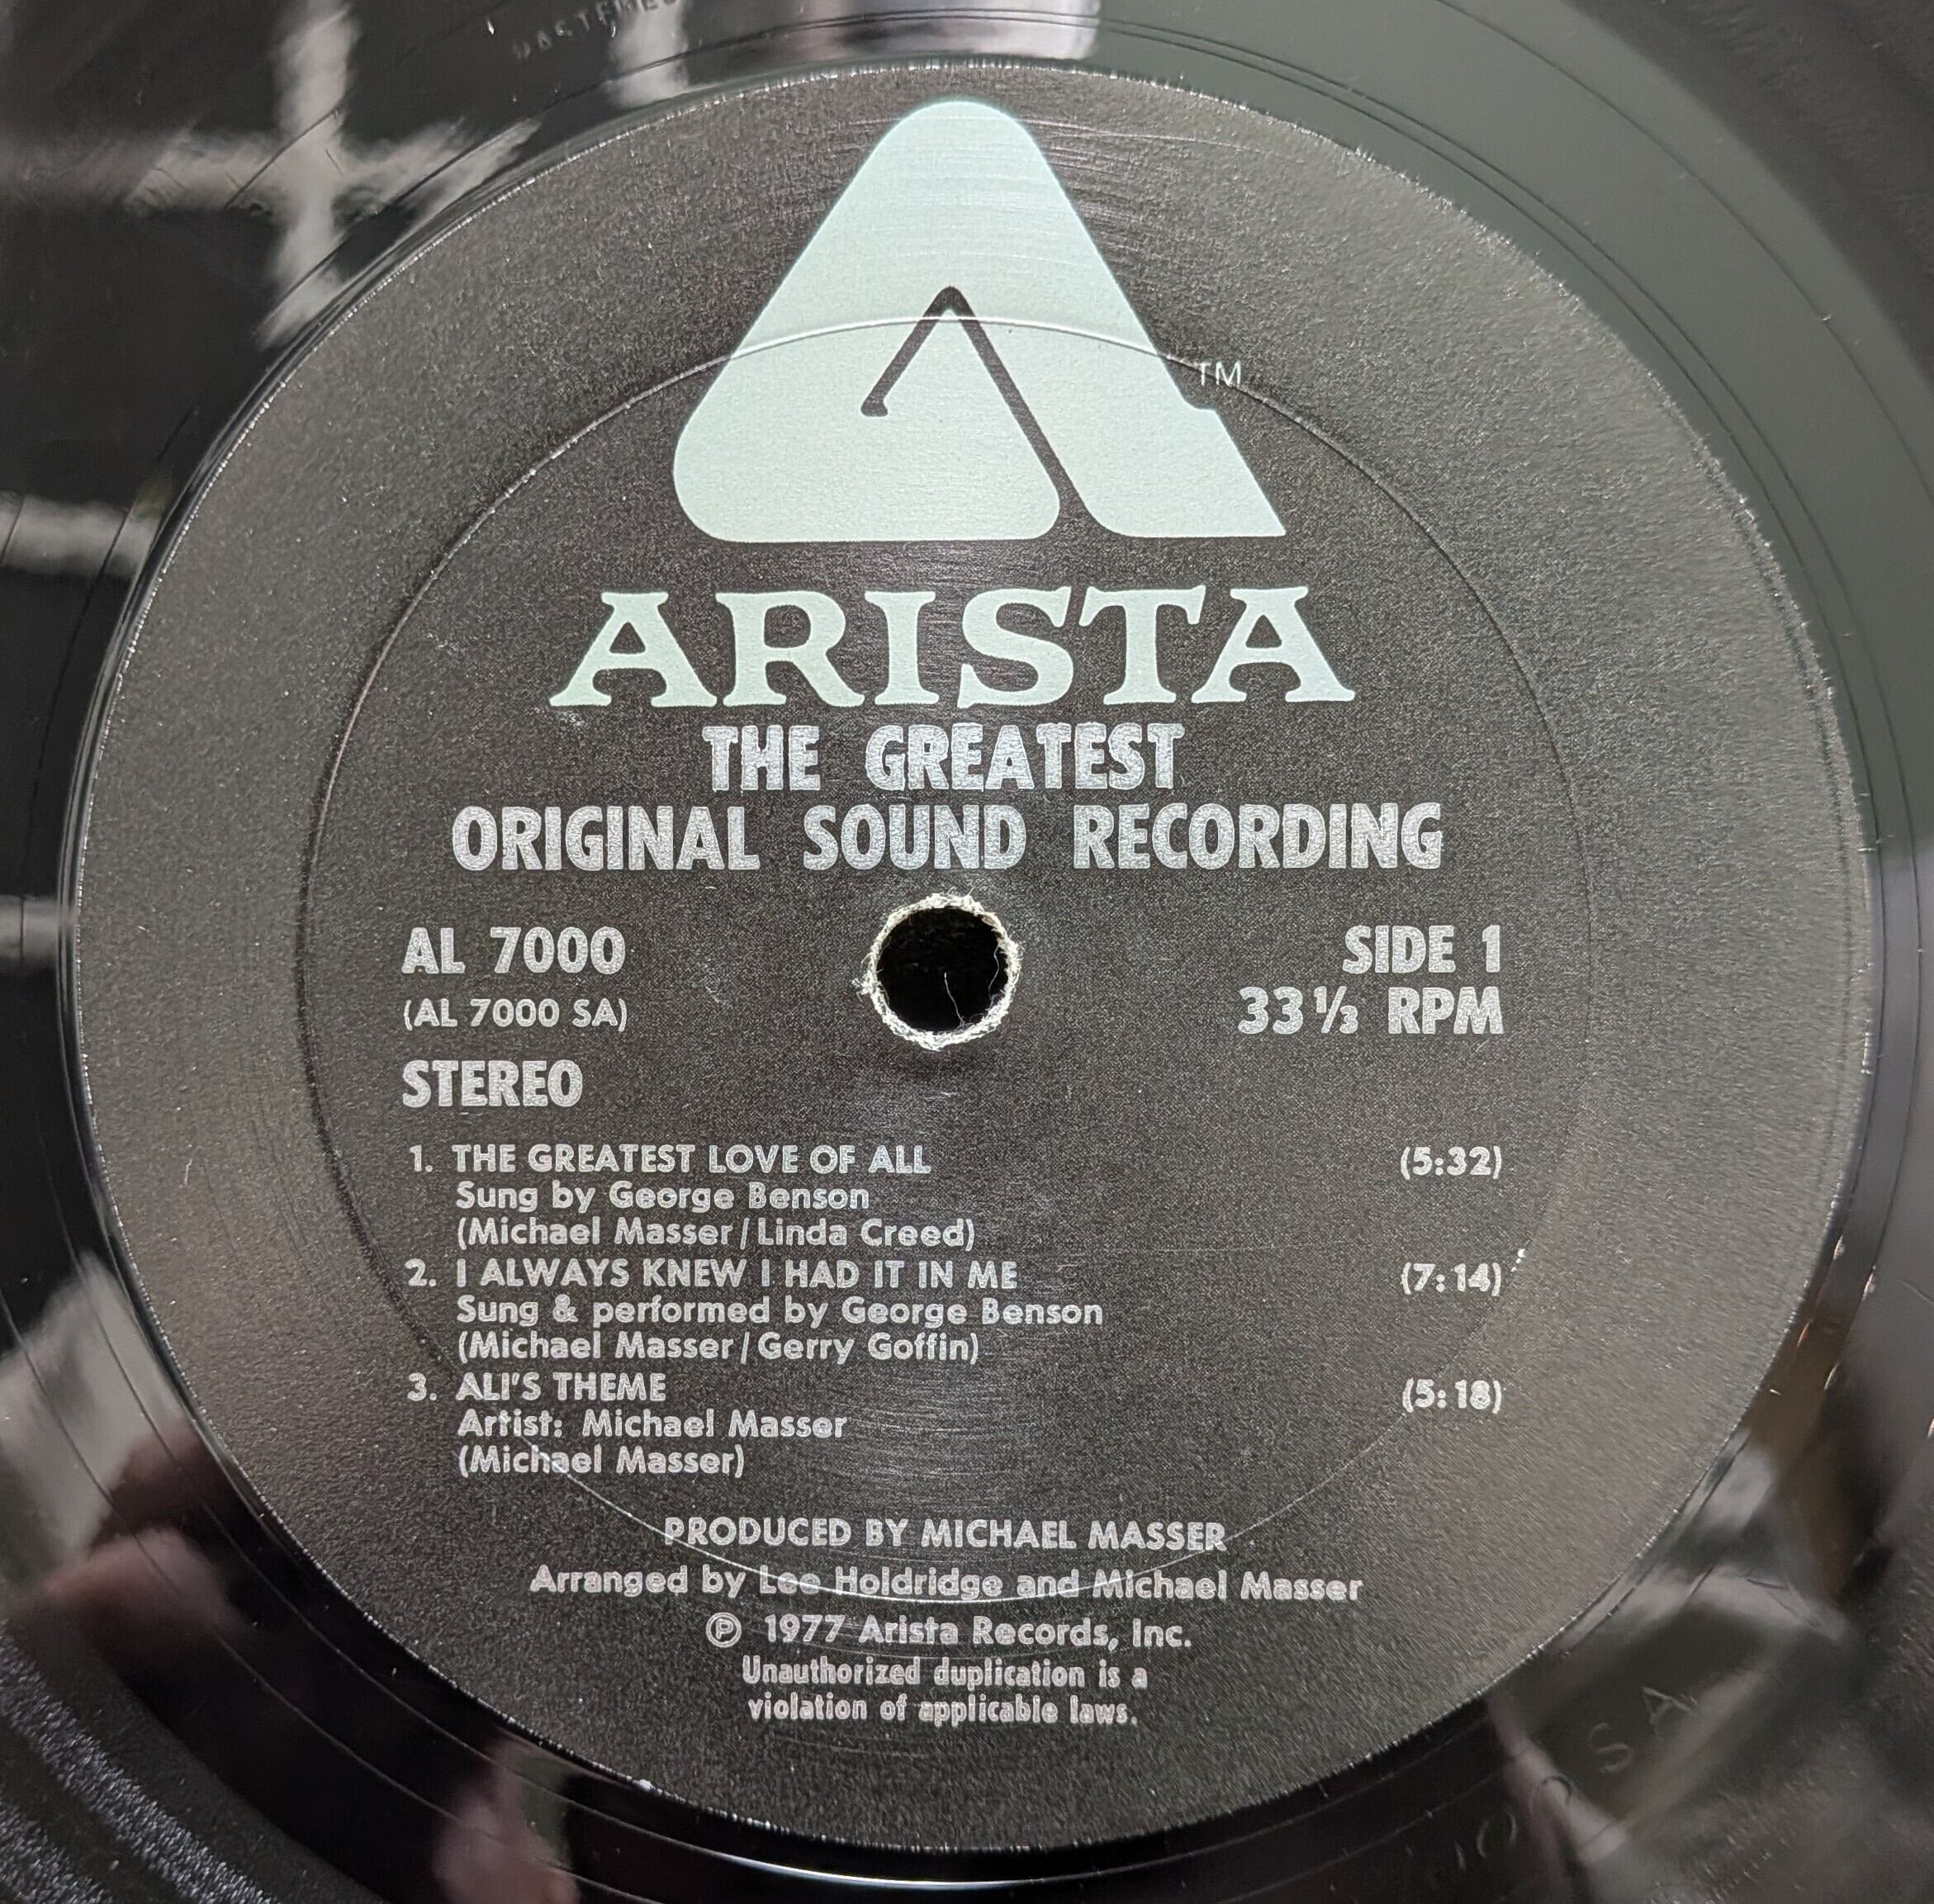 MASTERED
TM
ARISTA
THE GREATEST
ORIGINAL SOUND RECORDING
AL 7000
(AL 7000 SA)
STEREO
SIDE 1
33⅓ RPM
1. THE GREATEST LOVE OF ALL (5:32)
Sung by George Benson
(Michael Masser/Linda Creed)
2. I ALWAYS KNEW I HAD IT IN ME (7:14)
Sung & performed by George Benson
(Michael Masser/Gerry Goffin)
3. ALI'S THEME (5:18)
Artist: Michael Masser
(Michael Masser)
PRODUCED BY MICHAEL MASSER
Arranged by Lee Holdridge and Michael Masser
℗ 1977 Arista Records, Inc.
Unauthorized duplication is a
violation of applicable laws.